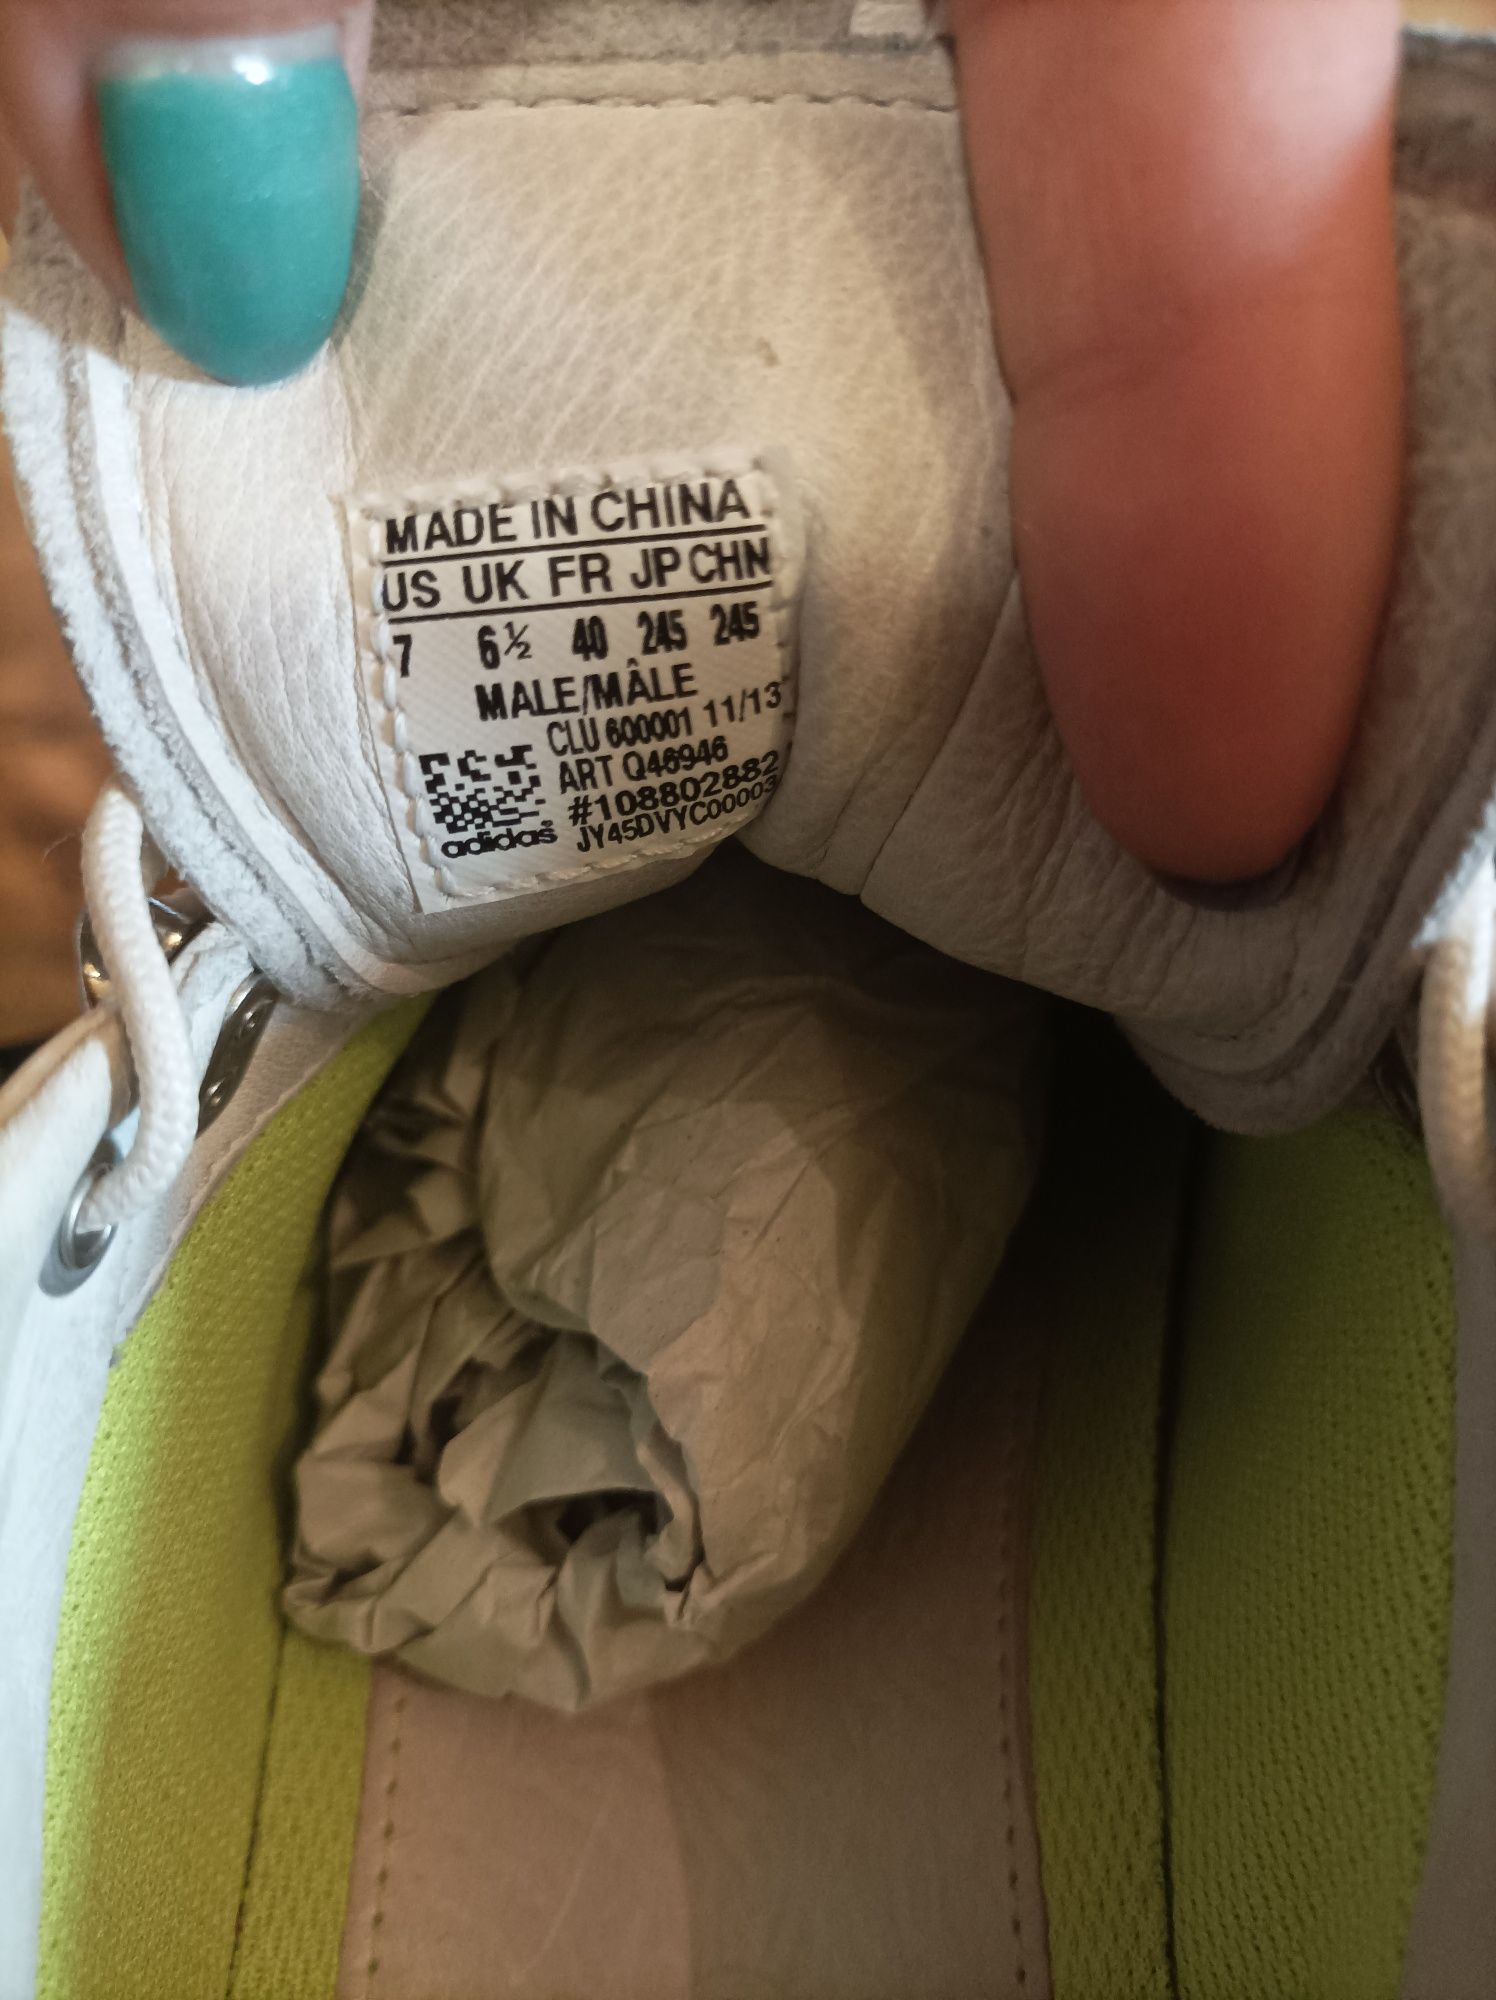 MADE IN CHINA
US UK FR JP CHN
7 6½ 40 245 245
MALE/MÂLE
CLU 600001 11/13
ART Q46946
#108802882
JY45DVYC00003
adidas